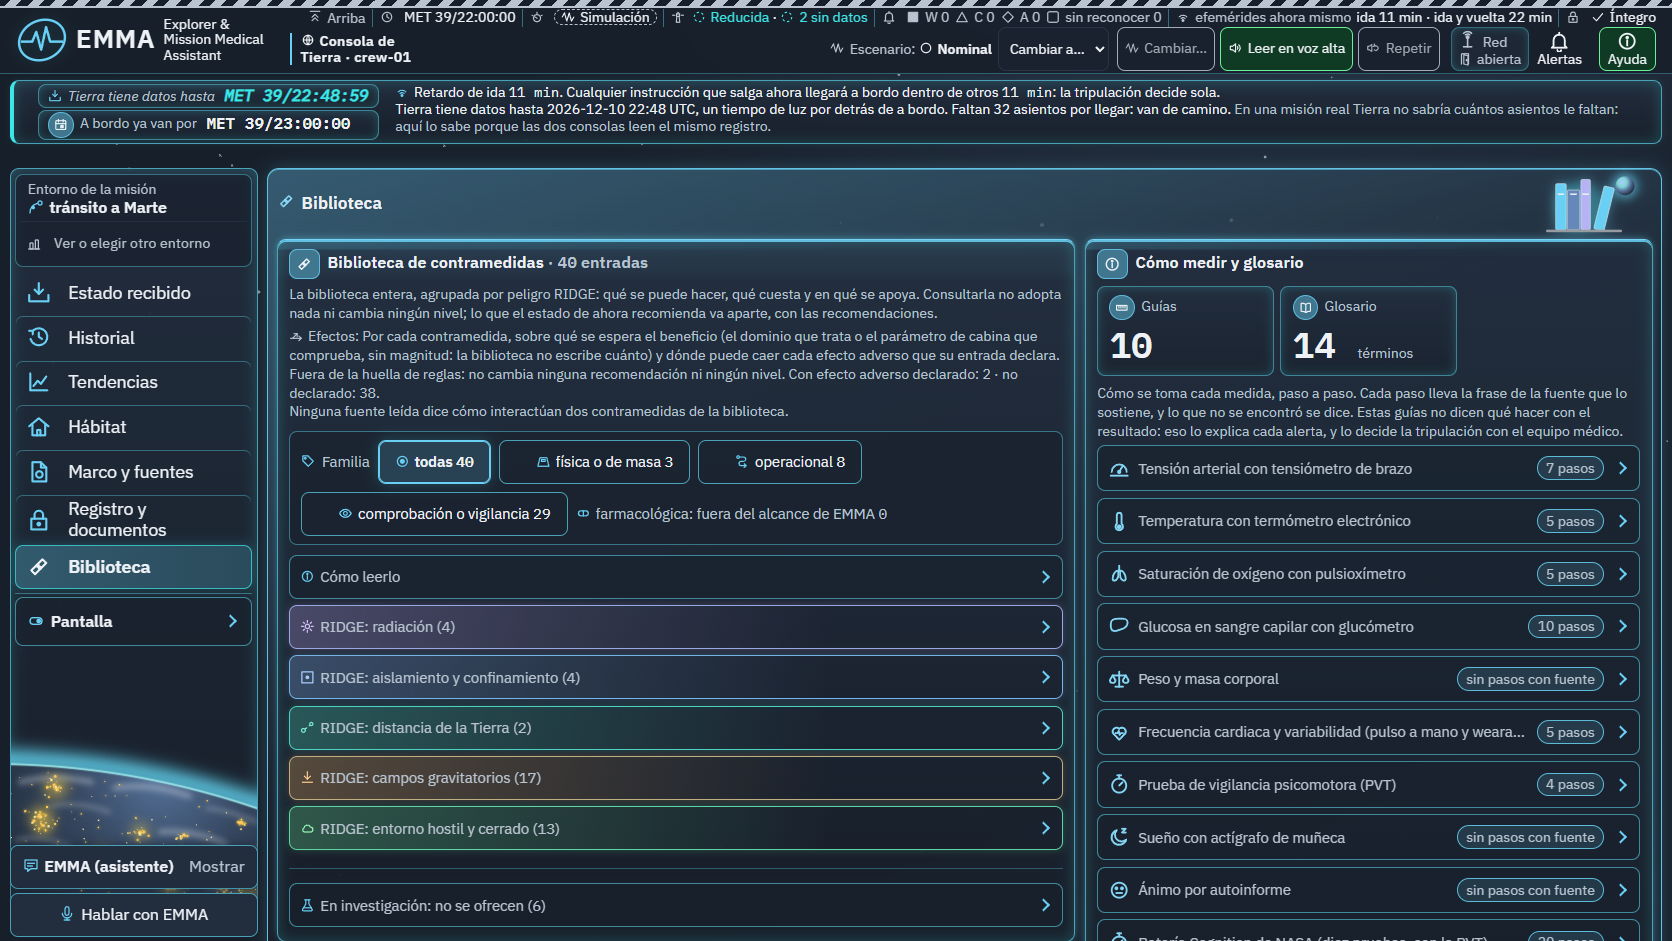 Arriba
MET 39/22:00:00
Simulación
Reducida · 2 sin datos
W 0 C 0 A 0 sin reconocer 0
efemérides ahora mismo ida 11 min · ida y vuelta 22 min
Íntegro
EMMA
Explorer &
Mission Medical
Assistant
Consola de
Tierra · crew-01
Escenario: Nominal
Cambiar a...
Cambiar...
Leer en voz alta
Repetir
Red
abierta
Alertas
Ayuda
Tierra tiene datos hasta MET 39/22:48:59
A bordo ya van por MET 39/23:00:00
Retardo de ida 11 min. Cualquier instrucción que salga ahora llegará a bordo dentro de otros 11 min: la tripulación decide sola.
Tierra tiene datos hasta 2026-12-10 22:48 UTC, un tiempo de luz por detrás de a bordo. Faltan 32 asientos por llegar: van de camino. En una misión real Tierra no sabría cuántos asientos le faltan:
aquí lo sabe porque las dos consolas leen el mismo registro.
Entorno de la misión
tránsito a Marte
Ver o elegir otro entorno
Estado recibido
Historial
Tendencias
Hábitat
Marco y fuentes
Registro y
documentos
Biblioteca
Pantalla
EMMA (asistente) Mostrar
Hablar con EMMA
Biblioteca
Biblioteca de contramedidas · 40 entradas
La biblioteca entera, agrupada por peligro RIDGE: qué se puede hacer, qué cuesta y en qué se apoya. Consultarla no adopta
nada ni cambia ningún nivel; lo que el estado de ahora recomienda va aparte, con las recomendaciones.
Efectos: Por cada contramedida, sobre qué se espera el beneficio (el dominio que trata o el parámetro de cabina que
comprueba, sin magnitud: la biblioteca no escribe cuánto) y dónde puede caer cada efecto adverso que su entrada declara.
Fuera de la huella de reglas: no cambia ninguna recomendación ni ningún nivel. Con efecto adverso declarado: 2 · no
declarado: 38.
Ninguna fuente leída dice cómo interactúan dos contramedidas de la biblioteca.
Familia
todas 40
física o de masa 3
operacional 8
comprobación o vigilancia 29
farmacológica: fuera del alcance de EMMA 0
Cómo leerlo
RIDGE: radiación (4)
RIDGE: aislamiento y confinamiento (4)
RIDGE: distancia de la Tierra (2)
RIDGE: campos gravitatorios (17)
RIDGE: entorno hostil y cerrado (13)
En investigación: no se ofrecen (6)
Cómo medir y glosario
Guías
10
Glosario
14 términos
Cómo se toma cada medida, paso a paso. Cada paso lleva la frase de la fuente que lo
sostiene, y lo que no se encontró se dice. Estas guías no dicen qué hacer con el
resultado: eso lo explica cada alerta, y lo decide la tripulación con el equipo médico.
Tensión arterial con tensiómetro de brazo 7 pasos
Temperatura con termómetro electrónico 5 pasos
Saturación de oxígeno con pulsioxímetro 5 pasos
Glucosa en sangre capilar con glucómetro 10 pasos
Peso y masa corporal sin pasos con fuente
Frecuencia cardiaca y variabilidad (pulso a mano y weara... 5 pasos
Prueba de vigilancia psicomotora (PVT) 4 pasos
Sueño con actígrafo de muñeca sin pasos con fuente
Ánimo por autoinforme sin pasos con fuente